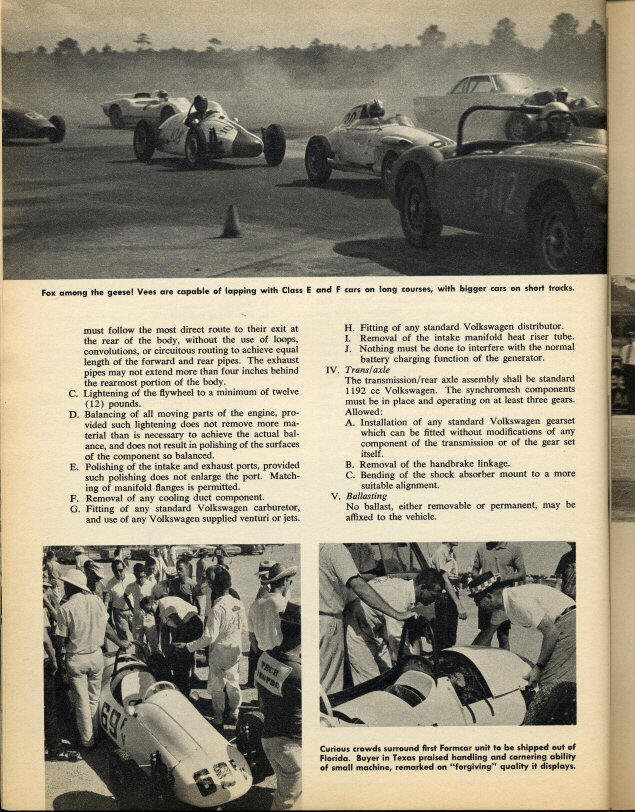 104
112
Fox among the geese! Vees are capable of lapping with Class E and F cars on long courses, with bigger cars on short tracks.
must follow the most direct route to their exit at
the rear of the body, without the use of loops,
convolutions, or circuitous routing to achieve equal
length of the forward and rear pipes. The exhaust
pipes may not extend more than four inches behind
the rearmost portion of the body.
C. Lightening of the flywheel to a minimum of twelve
(12) pounds.
D. Balancing of all moving parts of the engine, pro-
vided such lightening does not remove more ma-
terial than is necessary to achieve the actual bal-
ance, and does not result in polishing of the surfaces
of the component so balanced.
E. Polishing of the intake and exhaust ports, provided
such polishing does not enlarge the port. Match-
ing of manifold flanges is permitted.
F. Removal of any cooling duct component.
G. Fitting of any standard Volkswagen carburetor,
and use of any Volkswagen supplied venturi or jets.
H. Fitting of any standard Volkswagen distributor.
I. Removal of the intake manifold heat riser tube.
J. Nothing must be done to interfere with the normal
battery charging function of the generator.
IV. Trans/axle
The transmission/rear axle assembly shall be standard
1192 cc Volkswagen. The synchromesh components
must be in place and operating on at least three gears.
Allowed:
A. Installation of any standard Volkswagen gearset
which can be fitted without modifications of any
component of the transmission or of the gear set
itself.
B. Removal of the handbrake linkage.
C. Bending of the shock absorber mount to a more
suitable alignment.
V. Ballasting
No ballast, either removable or permanent, may be
affixed to the vehicle.
TECH
69
Curious crowds surround first Formcar unit to be shipped out of
Florida. Buyer in Texas praised handling and cornering ability
of small machine, remarked on "forgiving" quality it displays.